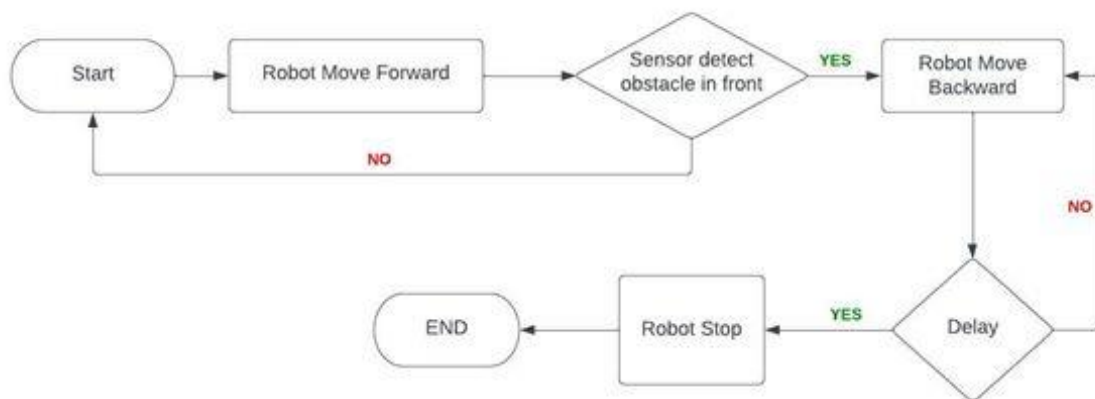 Start
Robot Move Forward
Sensor detect
obstacle in front
YES
Robot Move
Backward
NO
NO
Delay
YES
Robot Stop
END